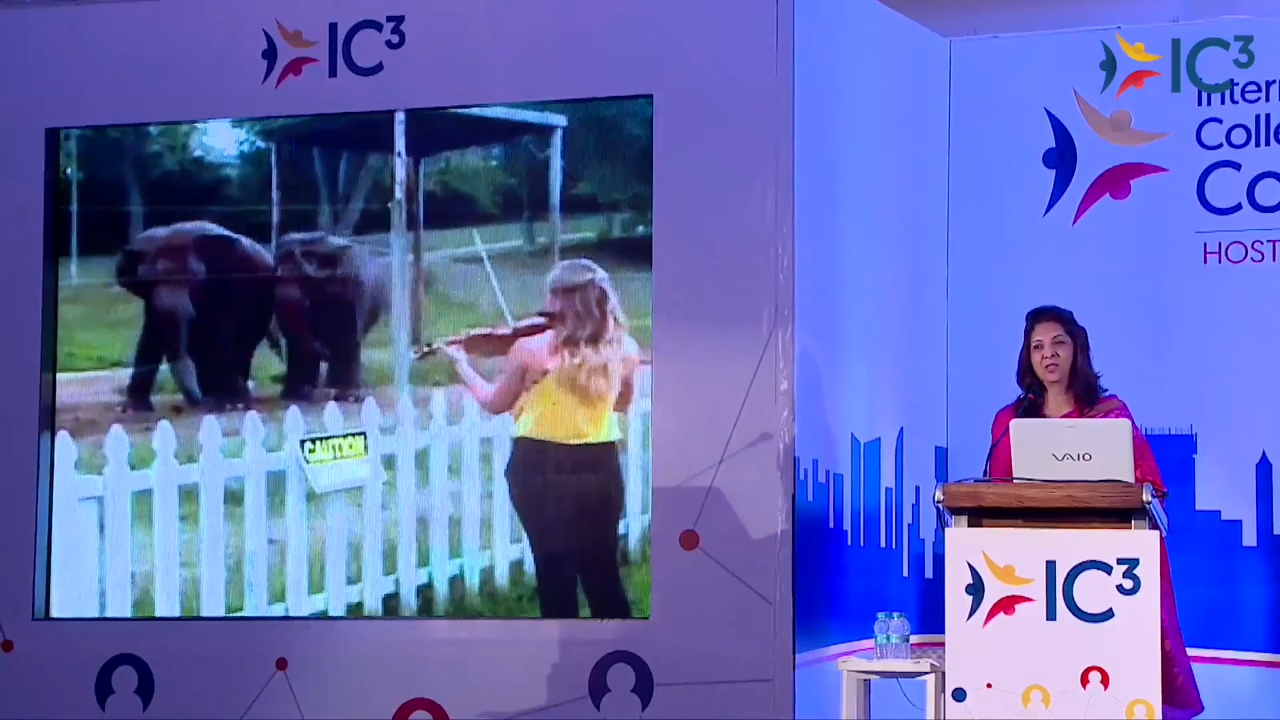 IC3
CAUTION
IC3
Inter
Colle
Co
HOST
VAIO
IC3